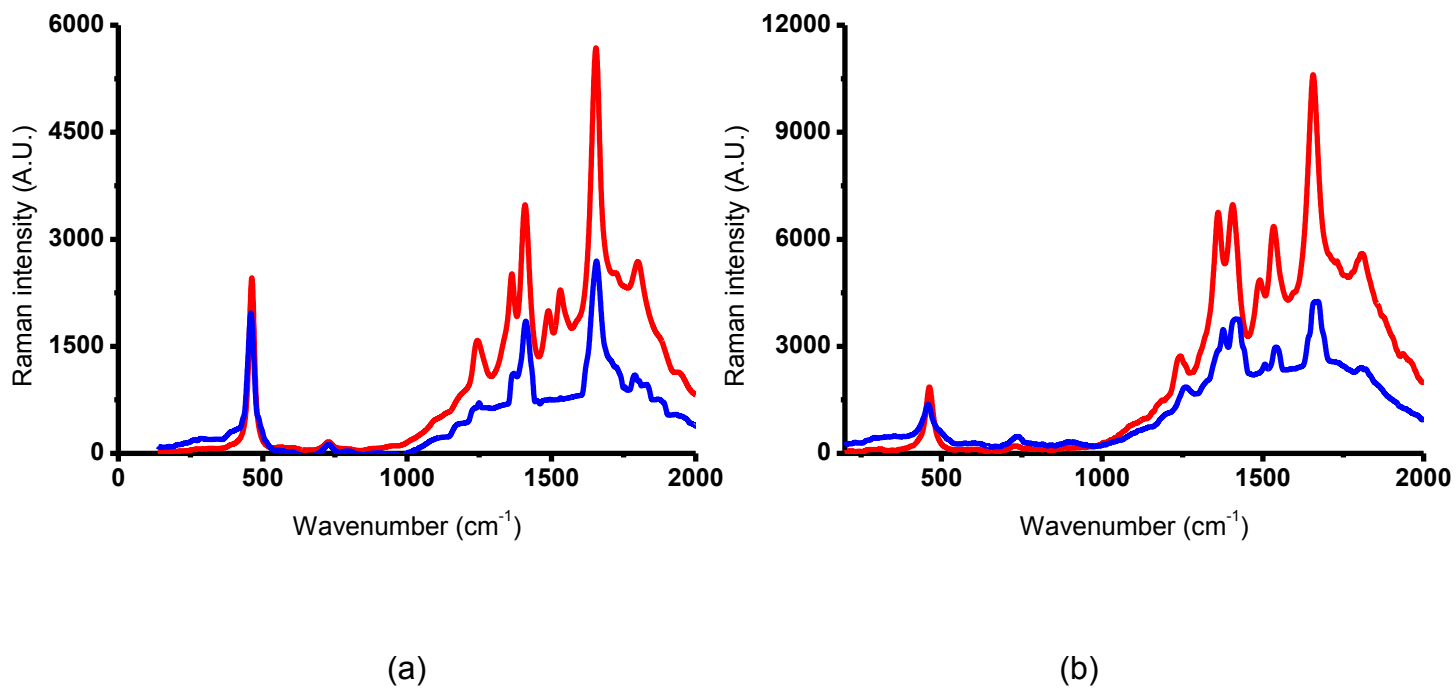 6000
4500
3000
1500
0
Raman intensity (A.U.)
0 500 1000 1500 2000
Wavenumber (cm⁻¹)
(a)
12000
9000
6000
3000
0
Raman intensity (A.U.)
500 1000 1500 2000
Wavenumber (cm⁻¹)
(b)